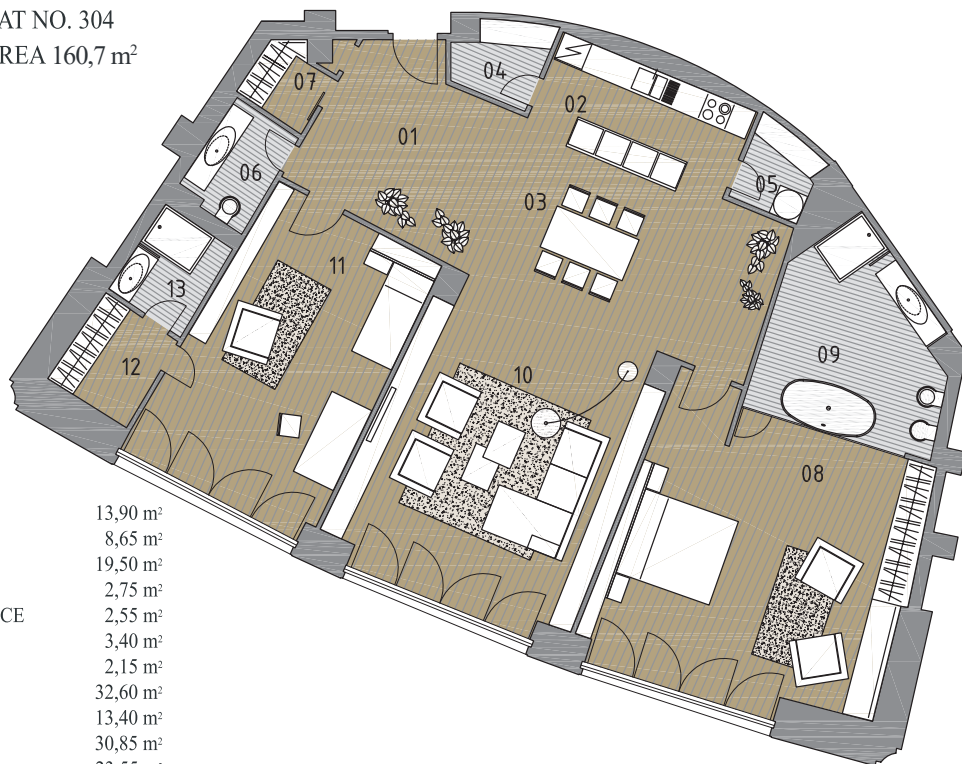 AT NO. 304
REA 160,7 m²
07
04
02
01
05
06
03
11
13
09
12
10
08
13,90 m²
8,65 m²
19,50 m²
2,75 m²
CE 2,55 m²
3,40 m²
2,15 m²
32,60 m²
13,40 m²
30,85 m²